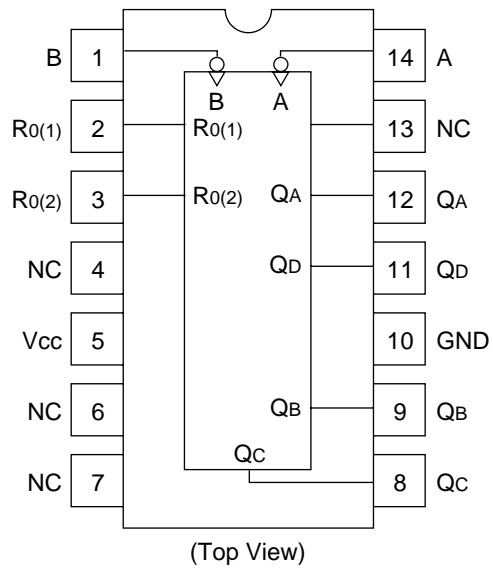 B 1 14 A
B A
R0(1) 2 R0(1) 13 NC
R0(2) 3 R0(2) QA 12 QA
NC 4 QD 11 QD
Vcc 5 10 GND
NC 6 QB 9 QB
QC
NC 7 8 QC
(Top View)